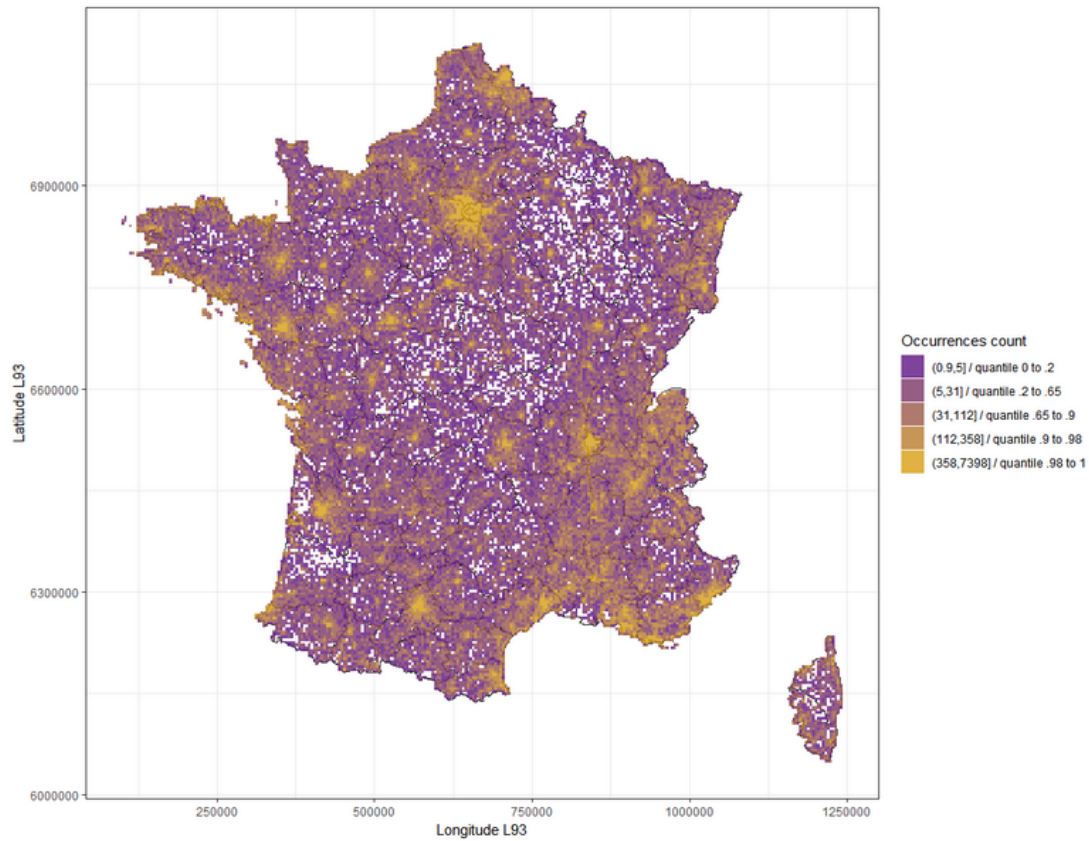 6900000
6600000
6300000
6000000
Latitude L93
250000
500000
750000
1000000
1250000
Longitude L93
Occurrences count
(0.9,5] / quantile 0 to .2
(5,31] / quantile .2 to .65
(31,112] / quantile .65 to .9
(112,358] / quantile .9 to .98
(358,7398] / quantile .98 to 1